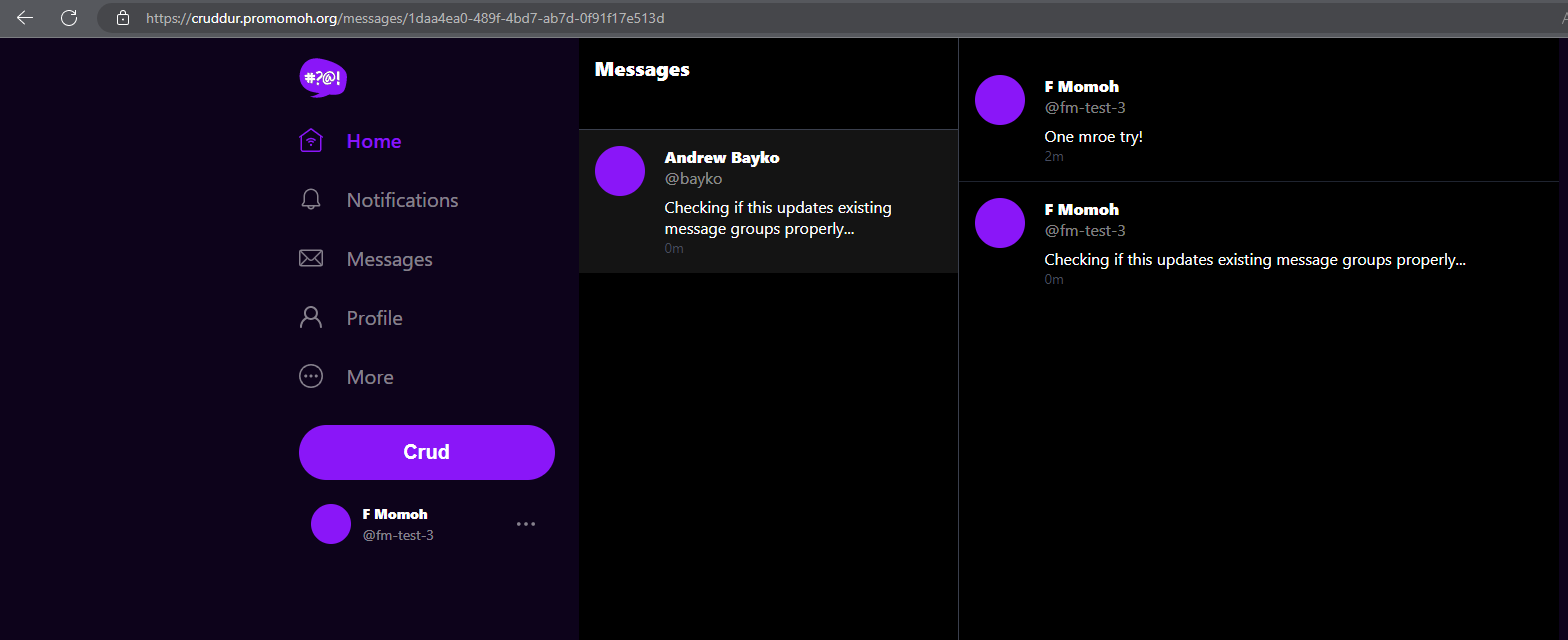 https://cruddur.promomoh.org/messages/1daa4ea0-489f-4bd7-ab7d-0f91f17e513d
#?@!
Home
Notifications
Messages
Profile
More
Crud
F Momoh
@fm-test-3
Messages
Andrew Bayko
@bayko
Checking if this updates existing
message groups properly...
0m
F Momoh
@fm-test-3
One mroe try!
2m
F Momoh
@fm-test-3
Checking if this updates existing message groups properly...
0m